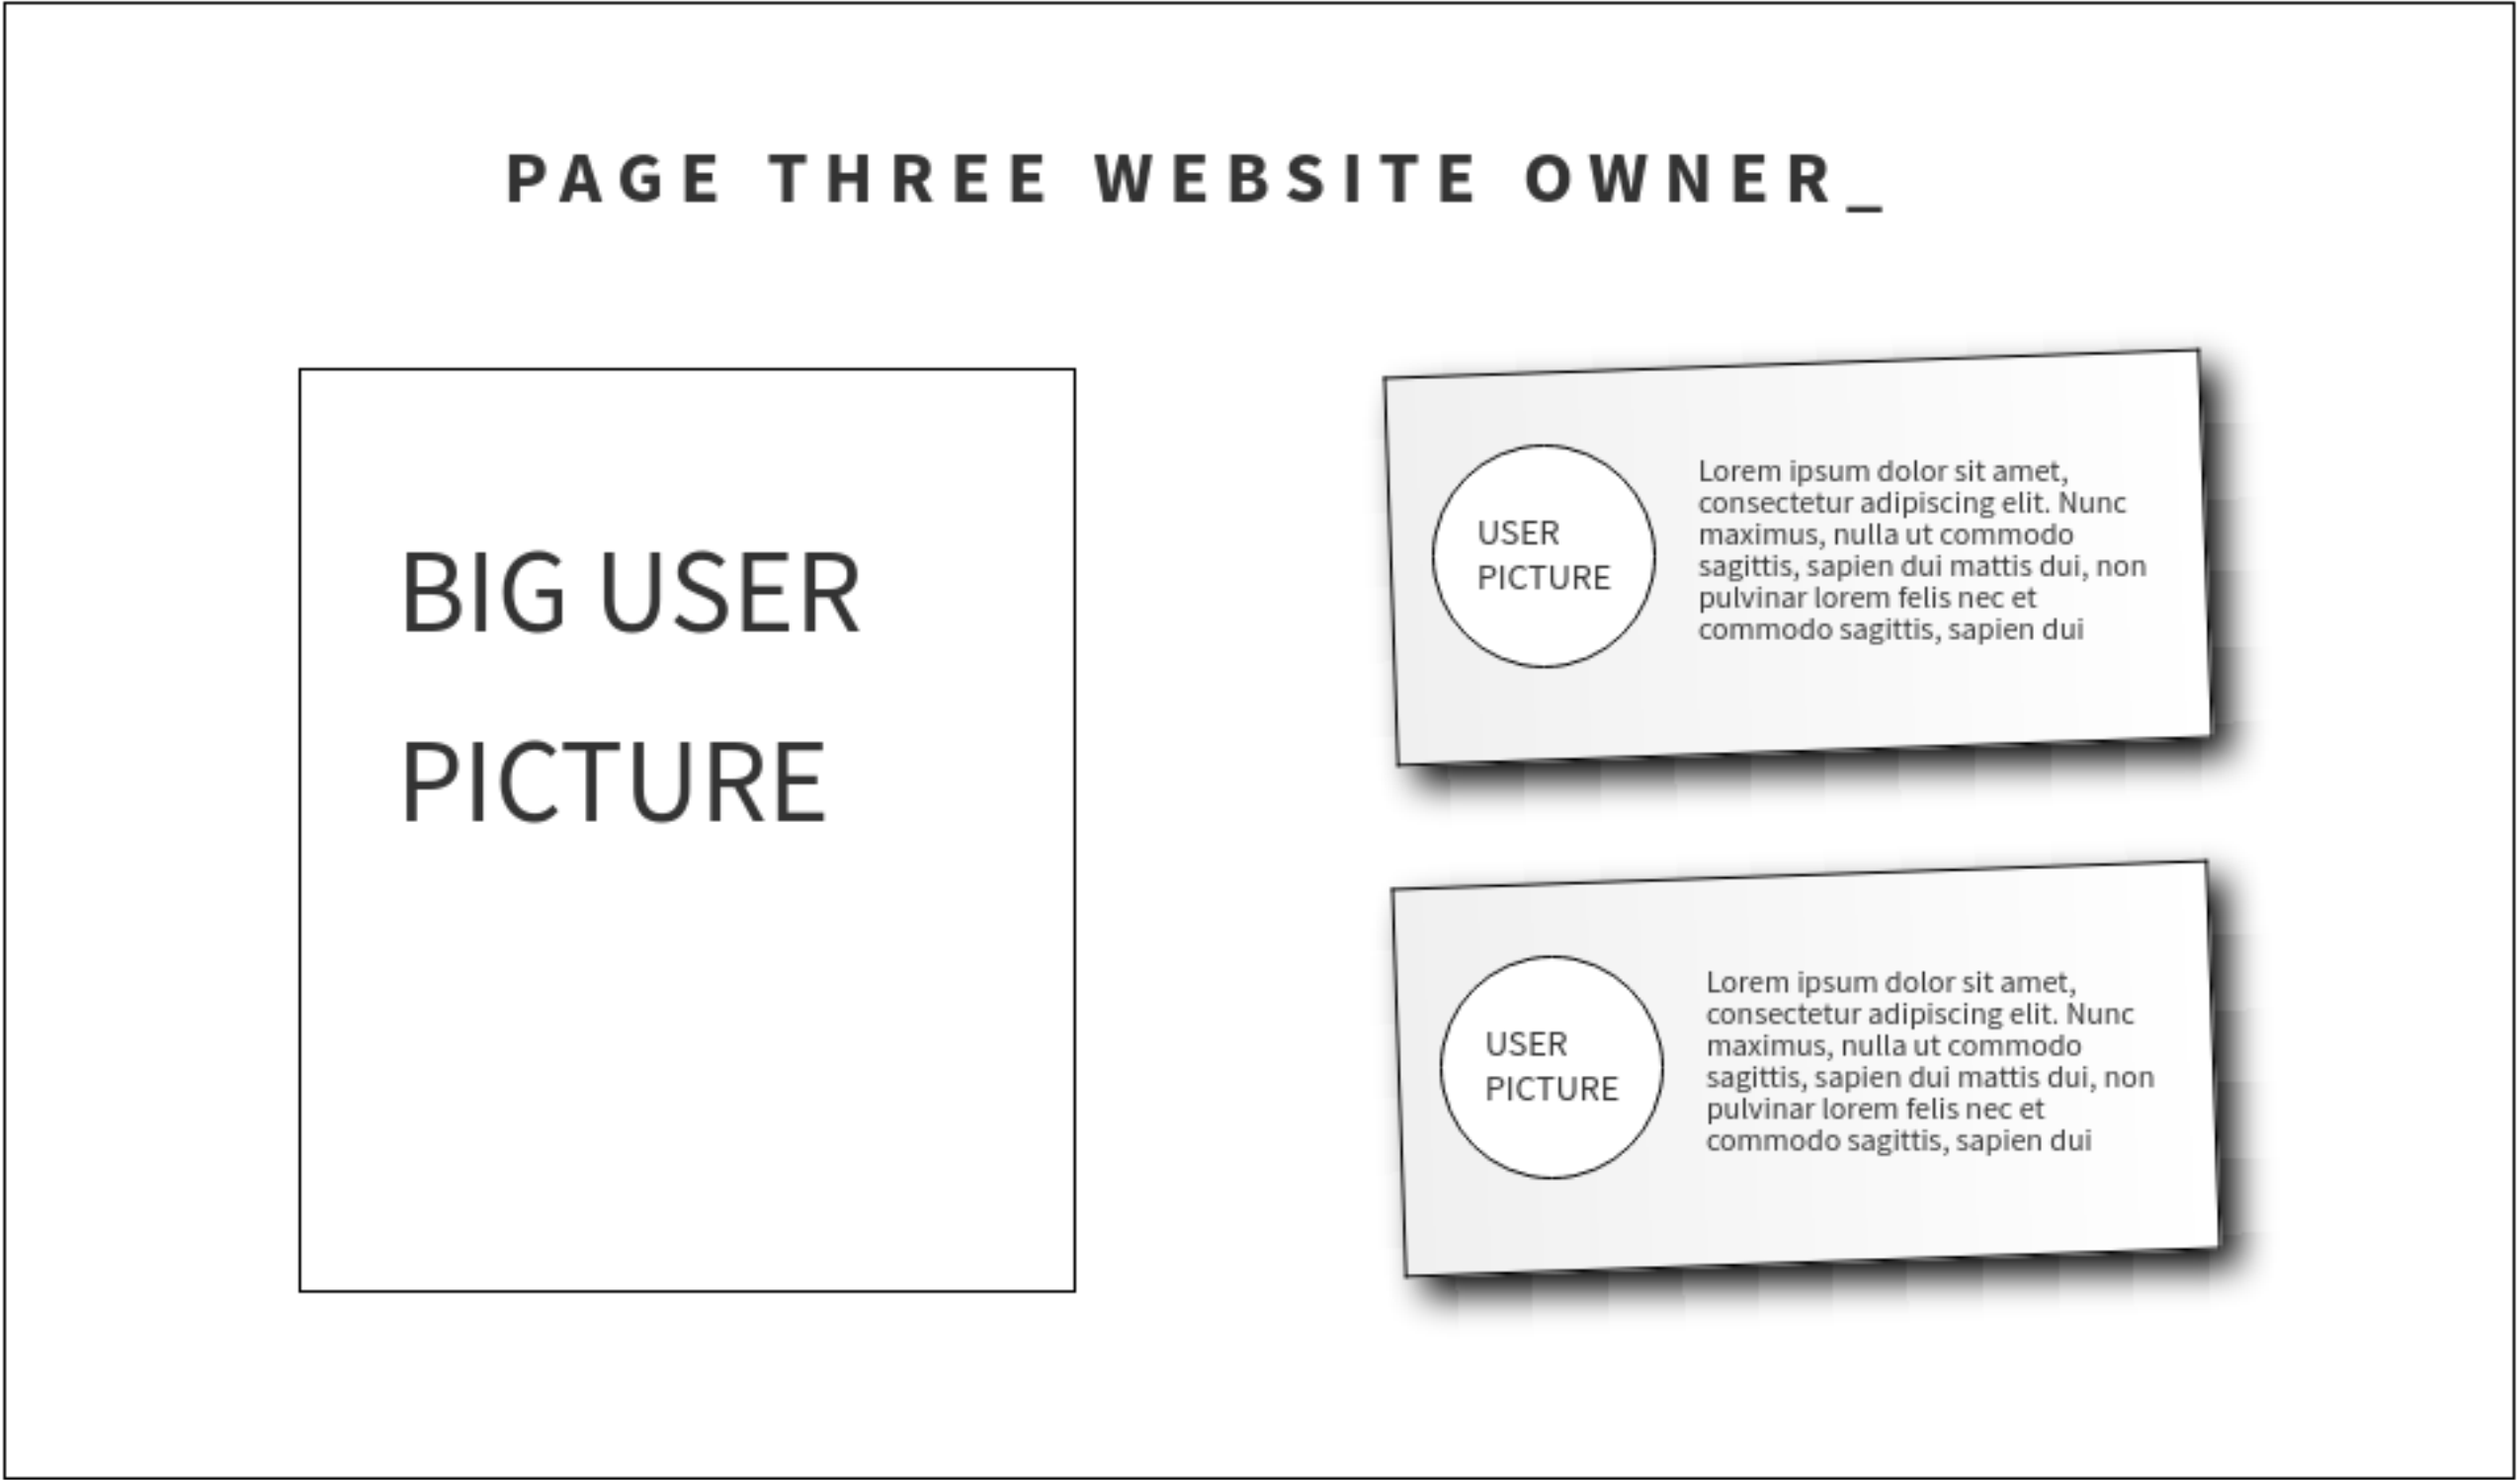 PAGE THREE WEBSITE OWNER_
BIG USER
PICTURE
USER
PICTURE
Lorem ipsum dolor sit amet,
consectetur adipiscing elit. Nunc
maximus, nulla ut commodo
sagittis, sapien dui mattis dui, non
pulvinar lorem felis nec et
commodo sagittis, sapien dui
USER
PICTURE
Lorem ipsum dolor sit amet,
consectetur adipiscing elit. Nunc
maximus, nulla ut commodo
sagittis, sapien dui mattis dui, non
pulvinar lorem felis nec et
commodo sagittis, sapien dui